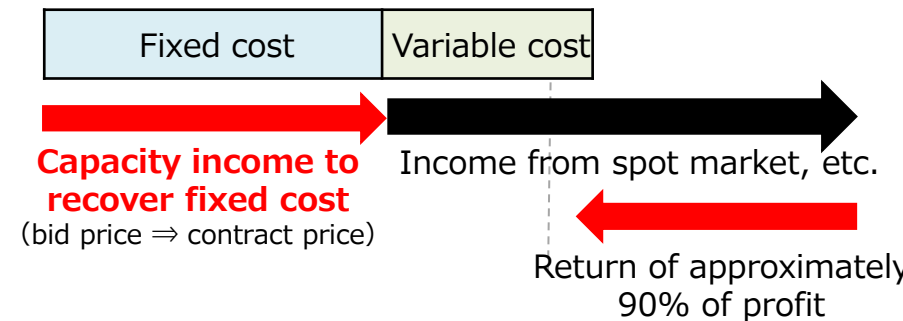 Fixed cost
Variable cost
Capacity income to
recover fixed cost
（bid price ⇒ contract price）
Income from spot market, etc.
Return of approximately
90% of profit